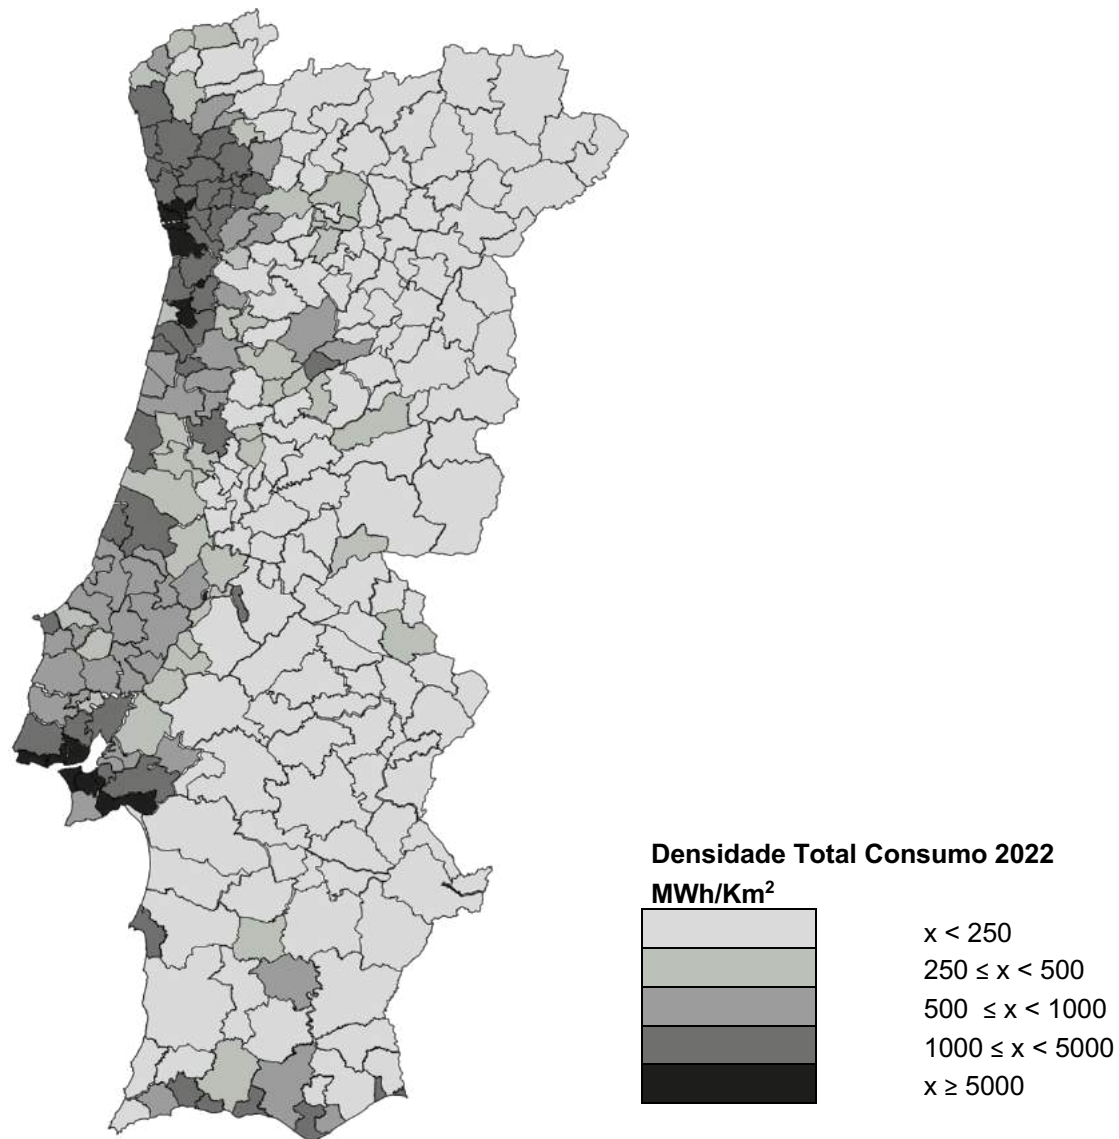 Densidade Total Consumo 2022
MWh/Km²
x < 250
250 ≤ x < 500
500 ≤ x < 1000
1000 ≤ x < 5000
x ≥ 5000